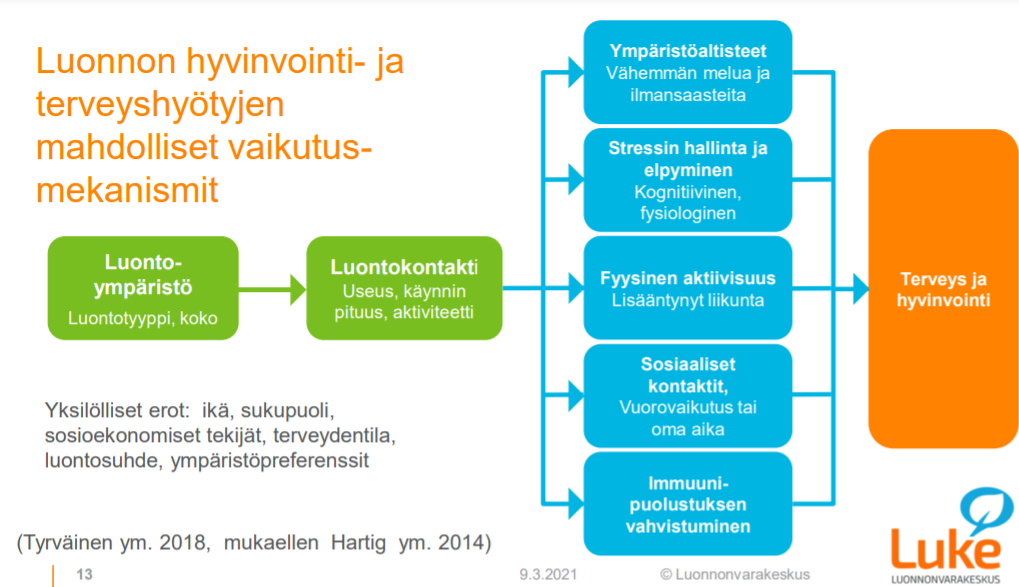 Luonnon hyvinvointi- ja
terveyshyötyjen
mahdolliset vaikutus-
mekanismit
Luonto-
ympäristö
Luontotyyppi, koko
Luontokontakti
Useus, käynnin
pituus, aktiviteetti
Ympäristöaltisteet
Vähemmän melua ja
ilmansaasteita
Stressin hallinta ja
elpyminen
Kognitiivinen,
fysiologinen
Fyysinen aktiivisuus
Lisääntynyt liikunta
Sosiaaliset
kontaktit,
Vuorovaikutus tai
oma aika
Immuuni-
puolustuksen
vahvistuminen
Terveys ja
hyvinvointi
Yksilölliset erot: ikä, sukupuoli,
sosioekonomiset tekijät, terveydentila,
luontosuhde, ympäristöpreferenssit
(Tyrväinen ym. 2018, mukaellen Hartig ym. 2014)
13
9.3.2021
© Luonnonvarakeskus
Luke
LUONNONVARAKESKUS